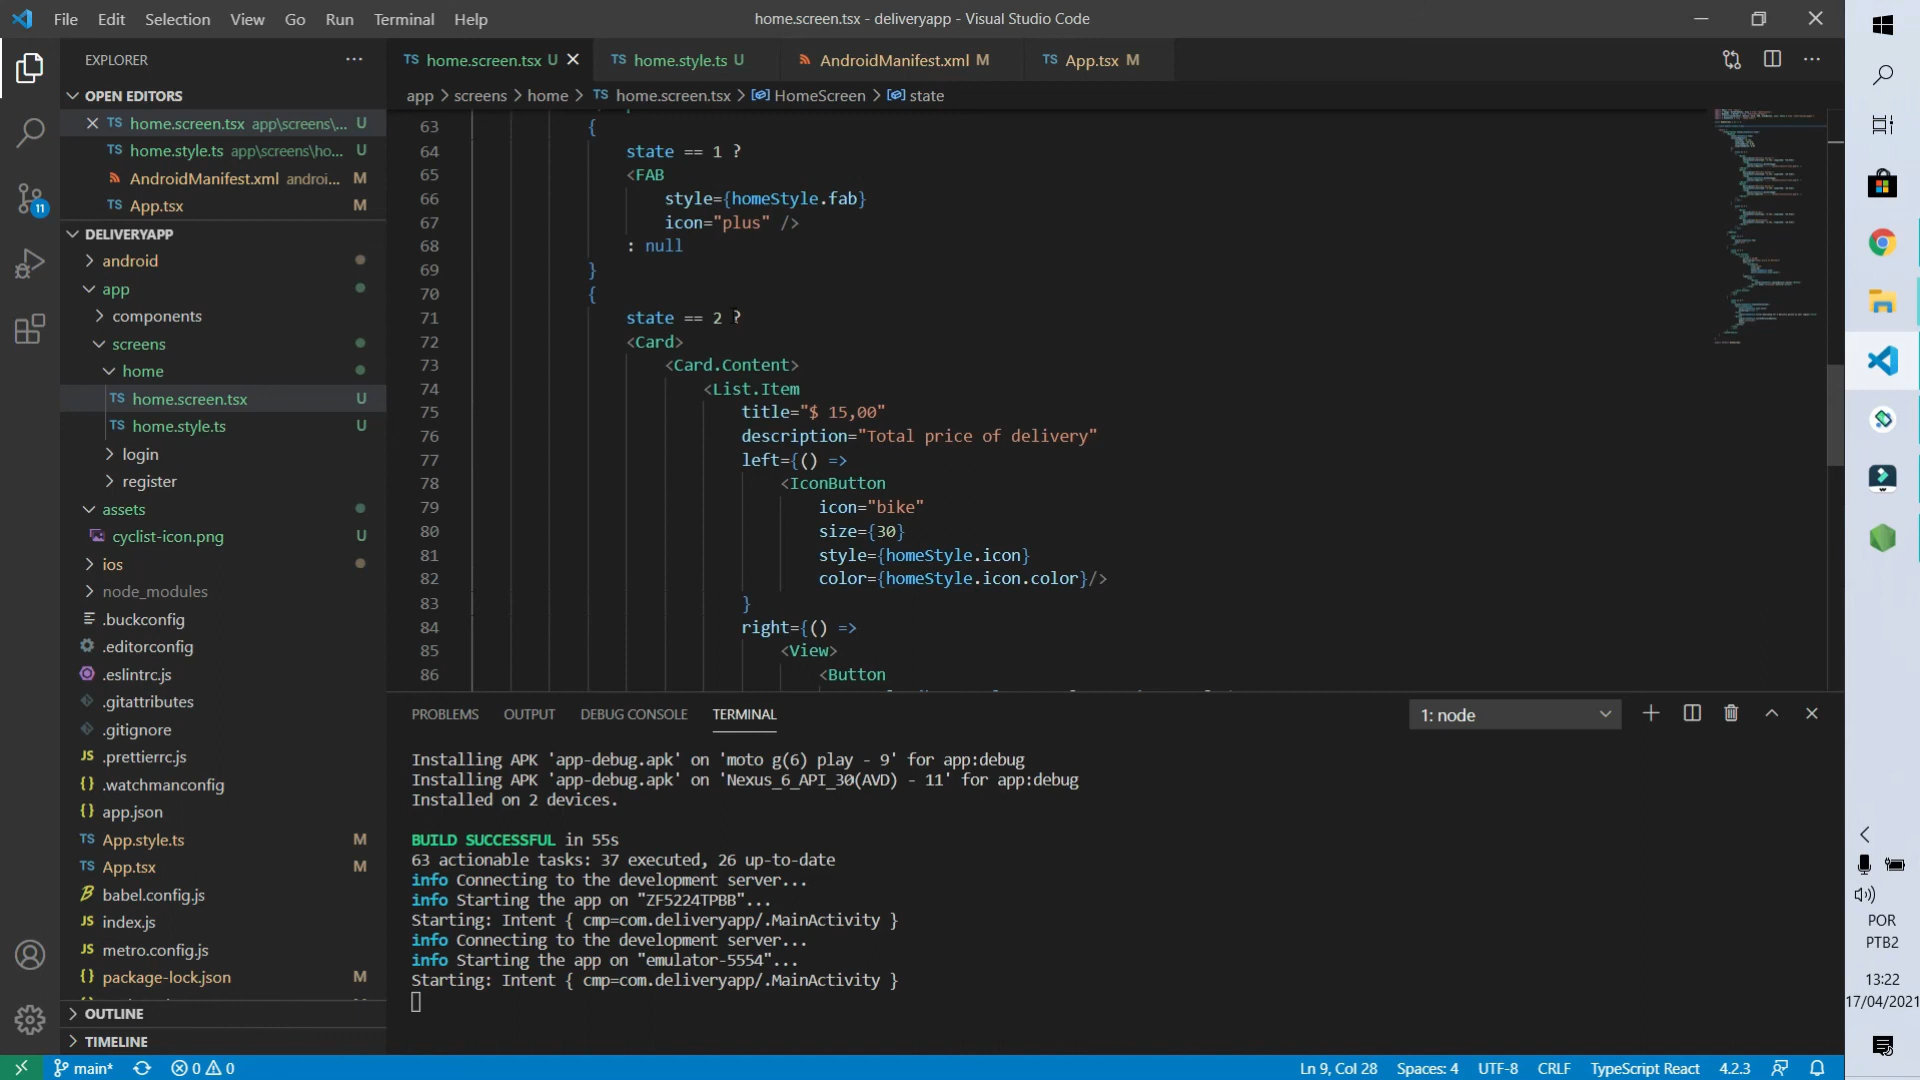 File Edit Selection View Go Run Terminal Help
home.screen.tsx - deliveryapp - Visual Studio Code
EXPLORER
TS home.screen.tsx U
TS home.style.ts U
AndroidManifest.xml M
TS App.tsx M
app > screens > home > TS home.screen.tsx > HomeScreen > state
OPEN EDITORS
TS home.screen.tsx app\screens\... U
TS home.style.ts app\screens\ho... U
AndroidManifest.xml androi... M
TS App.tsx M
DELIVERYAPP
android
app
components
screens
home
TS home.screen.tsx U
TS home.style.ts U
login
register
assets
cyclist-icon.png U
ios
node_modules
.buckconfig
.editorconfig
.eslintrc.js
.gitattributes
.gitignore
JS .prettierrc.js
{} .watchmanconfig
{} app.json
TS App.style.ts M
TS App.tsx M
babel.config.js
JS index.js
JS metro.config.js
{} package-lock.json M
OUTLINE
TIMELINE
63 {
64 state == 1 ?
65 <FAB
66 style={homeStyle.fab}
67 icon="plus" />
68 : null
69 }
70 {
71 state == 2 ?
72 <Card>
73 <Card.Content>
74 <List.Item
75 title="$ 15,00"
76 description="Total price of delivery"
77 left={() =>
78 <IconButton
79 icon="bike"
80 size={30}
81 style={homeStyle.icon}
82 color={homeStyle.icon.color}/>
83 }
84 right={() =>
85 <View>
86 <Button
PROBLEMS OUTPUT DEBUG CONSOLE TERMINAL
1: node
Installing APK 'app-debug.apk' on 'moto g(6) play - 9' for app:debug
Installing APK 'app-debug.apk' on 'Nexus_6_API_30(AVD) - 11' for app:debug
Installed on 2 devices.
BUILD SUCCESSFUL in 55s
63 actionable tasks: 37 executed, 26 up-to-date
info Connecting to the development server...
info Starting the app on "ZF5224TPBB"...
Starting: Intent { cmp=com.deliveryapp/.MainActivity }
info Connecting to the development server...
info Starting the app on "emulator-5554"...
Starting: Intent { cmp=com.deliveryapp/.MainActivity }
11
main* 0 0
Ln 9, Col 28 Spaces: 4 UTF-8 CRLF TypeScript React 4.2.3
POR
PTB2
13:22
17/04/2021